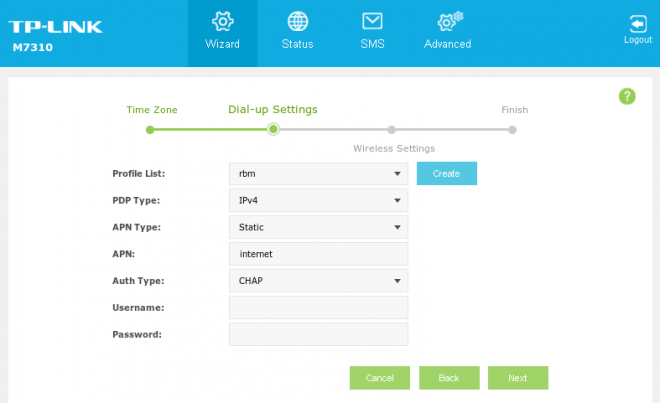 TP-LINK
M7310
Wizard
Status
SMS
Advanced
Logout
?
Time Zone
Dial-up Settings
Finish
Wireless Settings
Profile List: rbm Create
PDP Type: IPv4
APN Type: Static
APN: internet
Auth Type: CHAP
Username:
Password:
Cancel Back Next